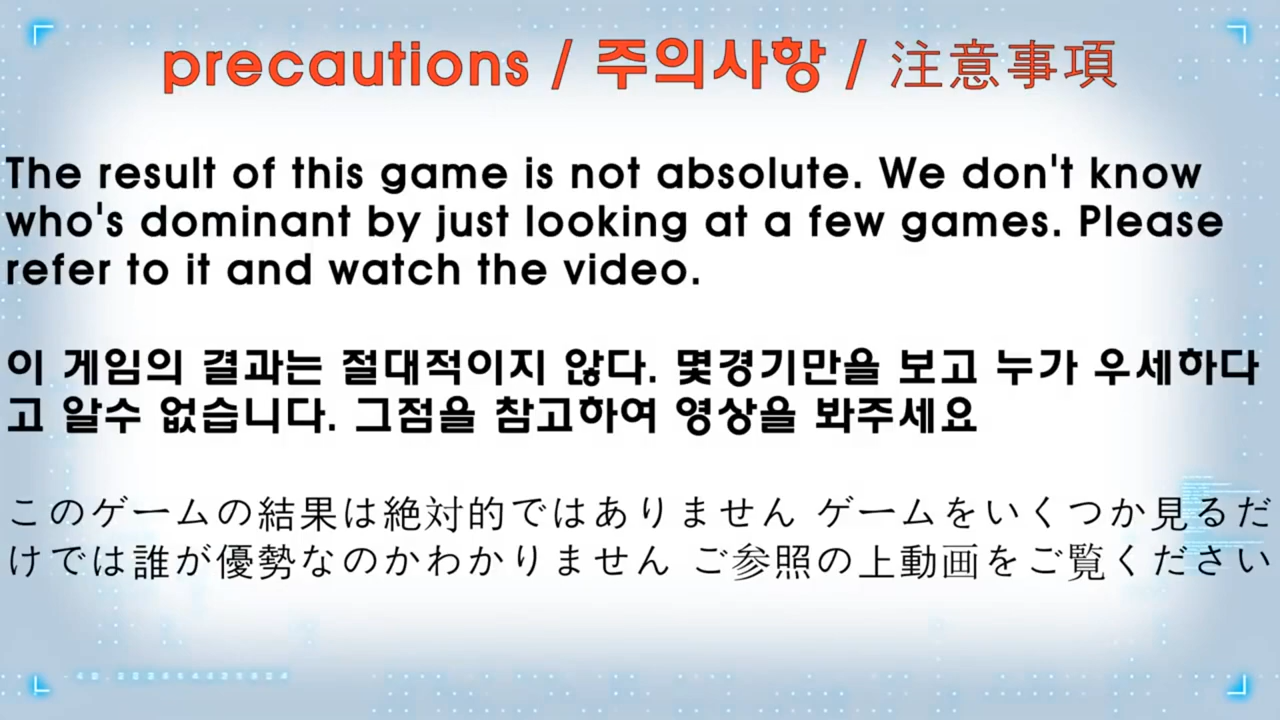 precautions / 주의사항 / 注意事項
The result of this game is not absolute. We don't know
who's dominant by just looking at a few games. Please
refer to it and watch the video.
이 게임의 결과는 절대적이지 않다. 몇경기만을 보고 누가 우세하다
고 알수 없습니다. 그점을 참고하여 영상을 봐주세요
このゲームの結果は絶対的ではありません ゲームをいくつか見るだ
けでは誰が優勢なのかわかりません ご参照の上動画をご覧ください